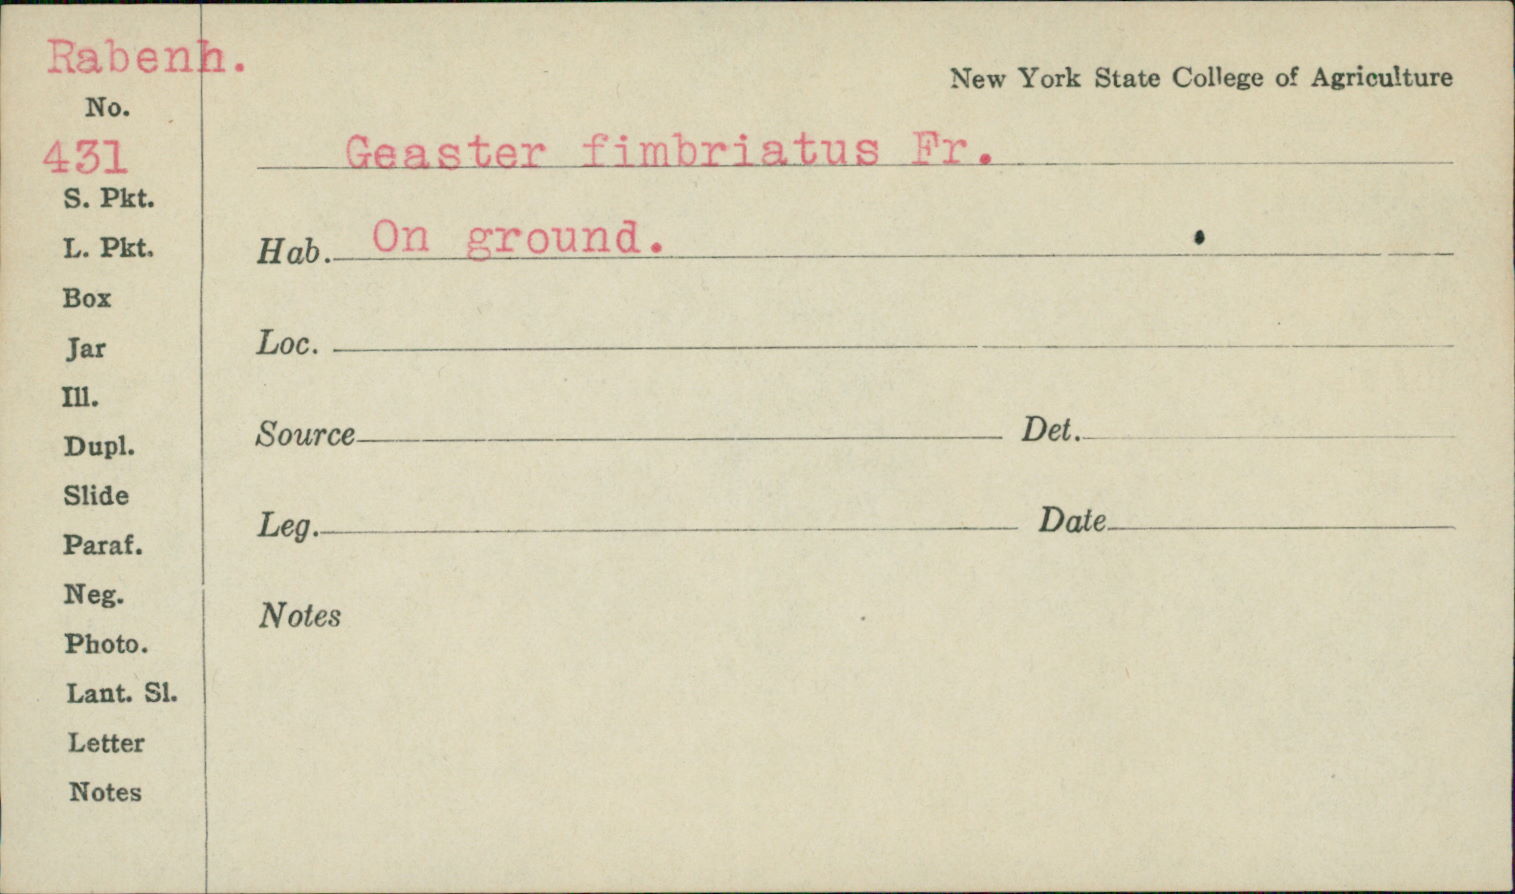 Rabenh.
New York State College of Agriculture
No.
431
Geaster fimbriatus Fr.
S. Pkt.
Hab. On ground.
L. Pkt.
Box
Loc.
Jar
Ill.
Source Det.
Dupl.
Slide
Leg. Date
Paraf.
Neg.
Notes
Photo.
Lant. Sl.
Letter
Notes